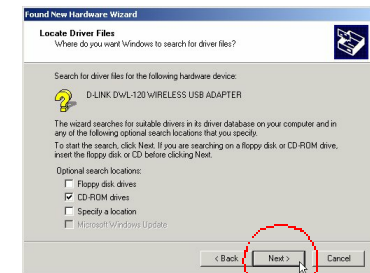 Found New Hardware Wizard
Locate Driver Files
Where do you want Windows to search for driver files?
Search for driver files for the following hardware device:
D-LINK DWL-120 WIRELESS USB ADAPTER
The wizard searches for suitable drivers in its driver database on your computer and in
any of the following optional search locations that you specify.
To start the search, click Next. If you are searching on a floppy disk or CD-ROM drive,
insert the floppy disk or CD before clicking Next.
Optional search locations:
Floppy disk drives
CD-ROM drives
Specify a location
Microsoft Windows Update
< Back Next > Cancel